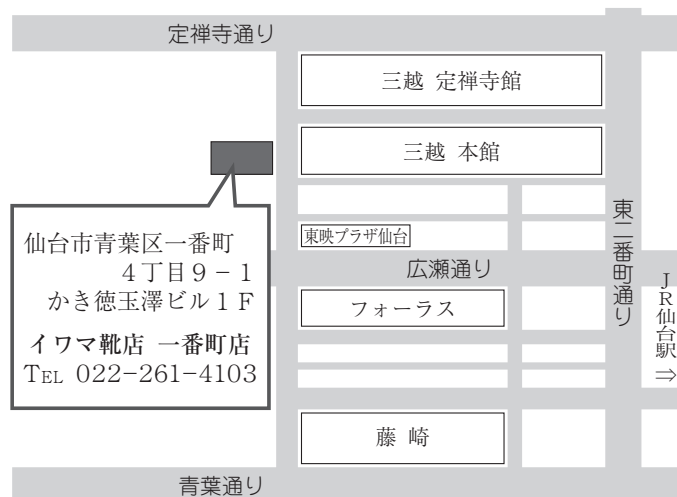 定禅寺通り
三越 定禅寺館
三越 本館
仙台市青葉区一番町
4丁目9－1
かき徳玉澤ビル1F
イワマ靴店 一番町店
TEL 022-261-4103
東映プラザ仙台
広瀬通り
フォーラス
東二番町通り
JR仙台駅⇒
藤 崎
青葉通り